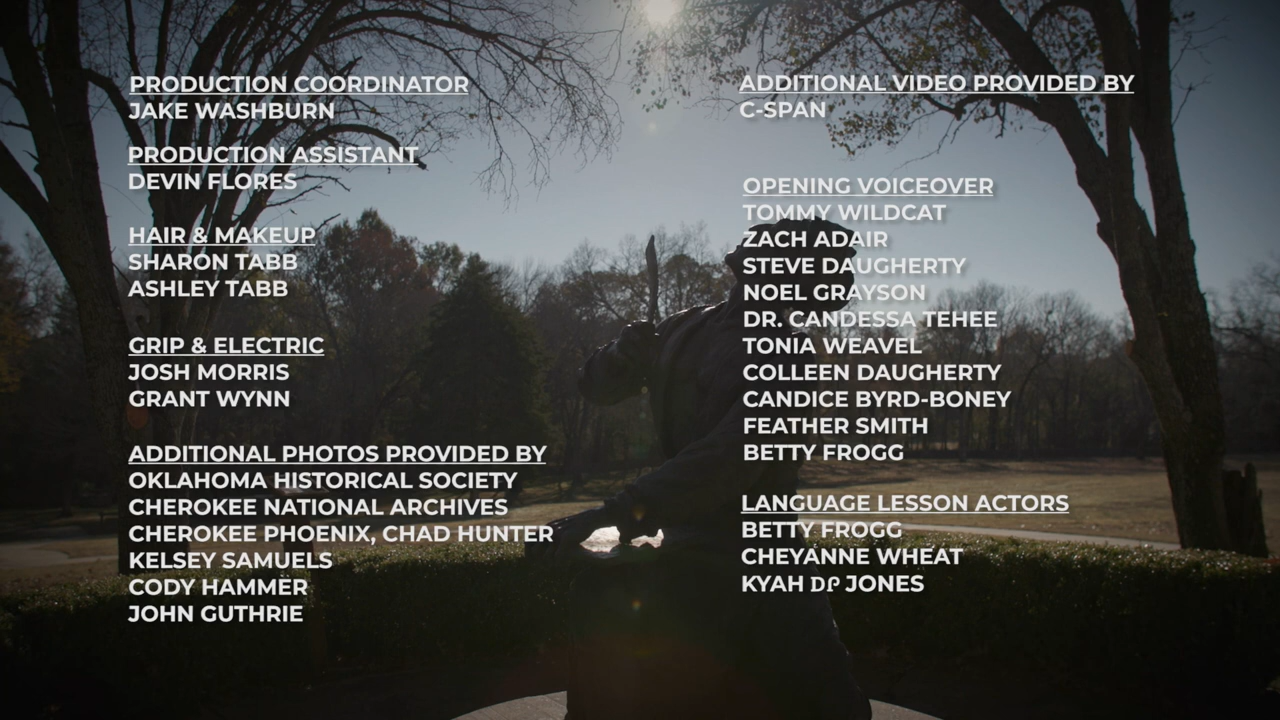 PRODUCTION COORDINATOR
JAKE WASHBURN
PRODUCTION ASSISTANT
DEVIN FLORES
HAIR & MAKEUP
SHARON TABB
ASHLEY TABB
GRIP & ELECTRIC
JOSH MORRIS
GRANT WYNN
ADDITIONAL PHOTOS PROVIDED BY
OKLAHOMA HISTORICAL SOCIETY
CHEROKEE NATIONAL ARCHIVES
CHEROKEE PHOENIX, CHAD HUNTER
KELSEY SAMUELS
CODY HAMMER
JOHN GUTHRIE
ADDITIONAL VIDEO PROVIDED BY
C-SPAN
OPENING VOICEOVER
TOMMY WILDCAT
ZACH ADAIR
STEVE DAUGHERTY
NOEL GRAYSON
DR. CANDESSA TEHEE
TONIA WEAVEL
COLLEEN DAUGHERTY
CANDICE BYRD-BONEY
FEATHER SMITH
BETTY FROGG
LANGUAGE LESSON ACTORS
BETTY FROGG
CHEYANNE WHEAT
KYAH ᎠᎵ JONES